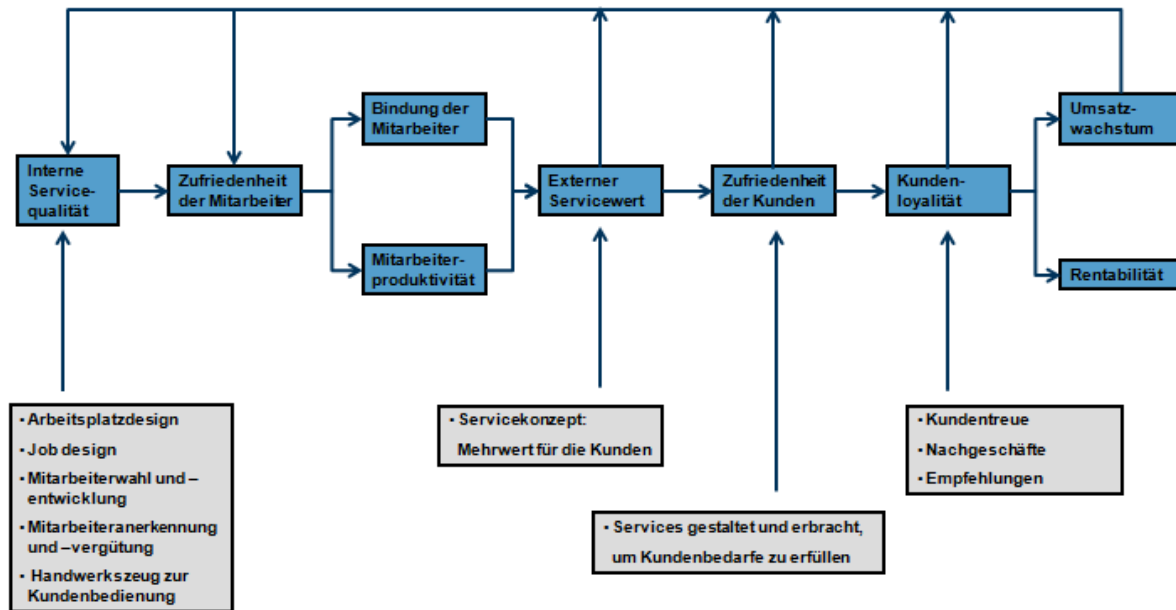 Interne
Service-
qualität
Zufriedenheit
der Mitarbeiter
Bindung der
Mitarbeiter
Mitarbeiter-
produktivität
Externer
Servicewert
Zufriedenheit
der Kunden
Kunden-
loyalität
Umsatz-
wachstum
Rentabilität
▪ Arbeitsplatzdesign
▪ Job design
▪ Mitarbeiterwahl und –
entwicklung
▪ Mitarbeiteranerkennung
und –vergütung
▪ Handwerkszeug zur
Kundenbedienung
▪ Servicekonzept:
Mehrwert für die Kunden
▪ Services gestaltet und erbracht,
um Kundenbedarfe zu erfüllen
▪ Kundentreue
▪ Nachgeschäfte
▪ Empfehlungen